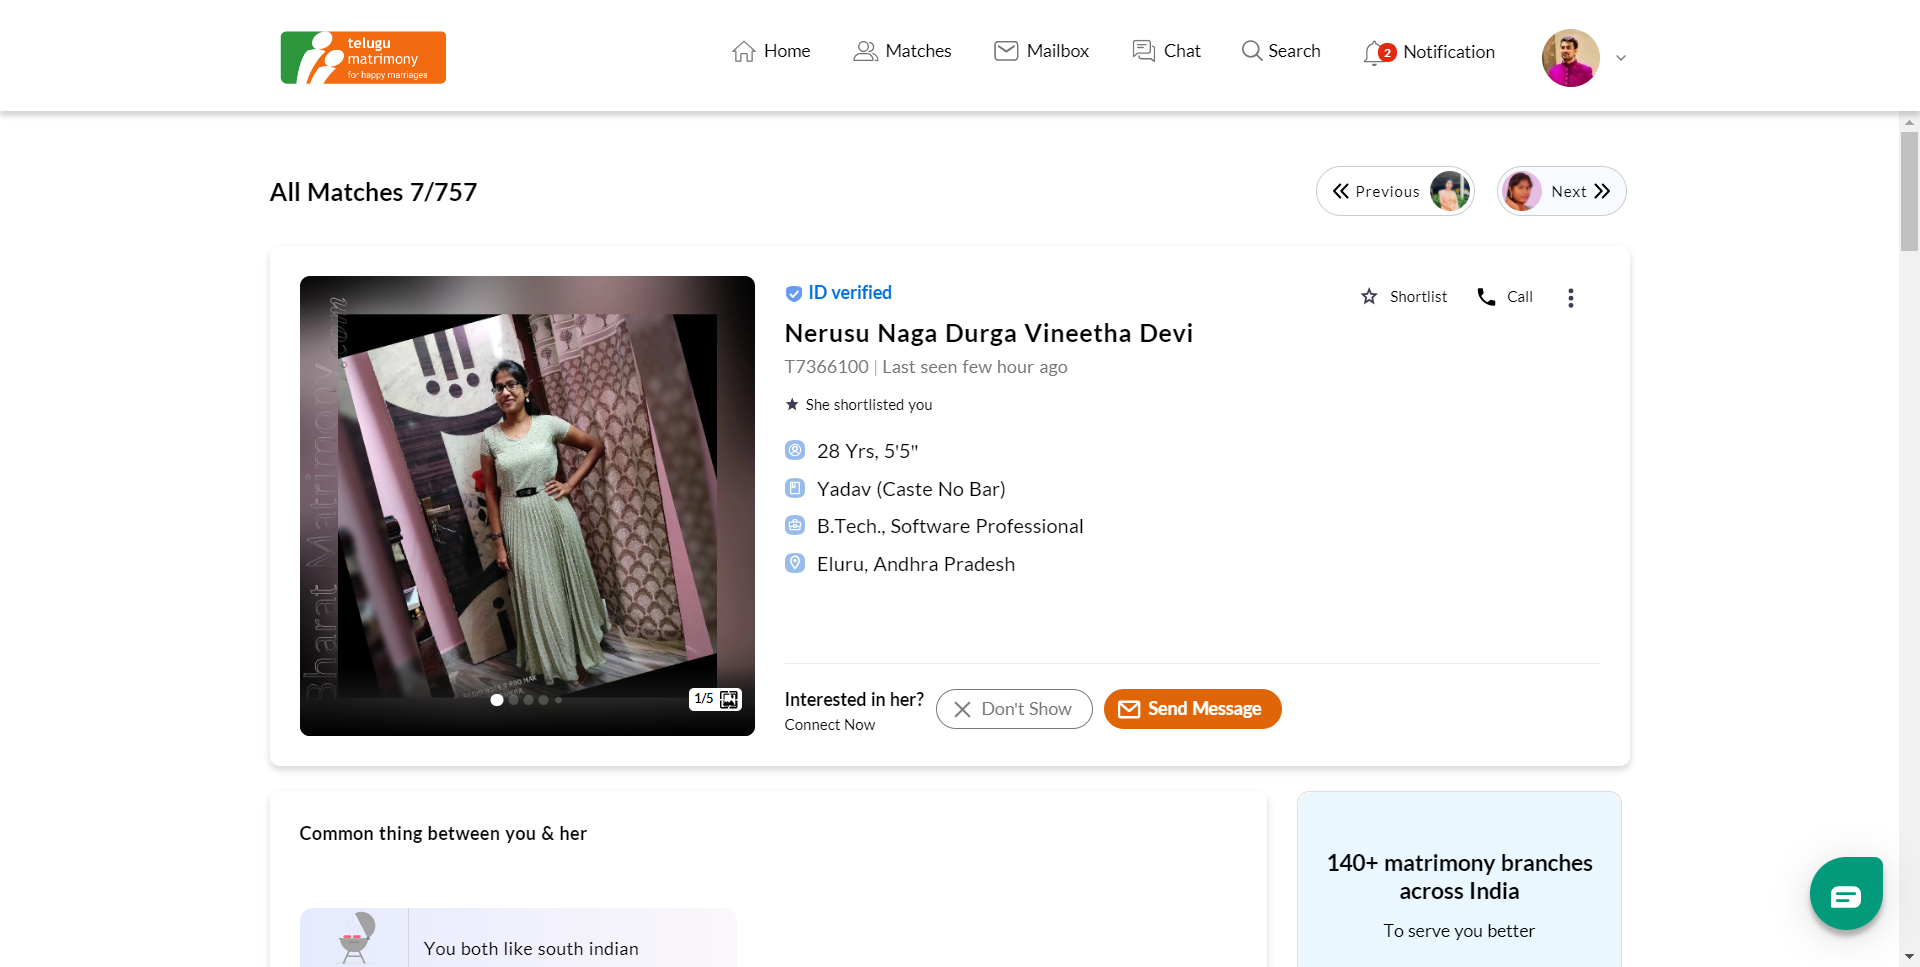 telugu
matrimony
for happy marriages
Home
Matches
Mailbox
Chat
Search
2
Notification
All Matches 7/757
Previous
Next
Bharat Matrimony.com
1/5
ID verified
Shortlist
Call
Nerusu Naga Durga Vineetha Devi
T7366100 | Last seen few hour ago
She shortlisted you
28 Yrs, 5'5"
Yadav (Caste No Bar)
B.Tech., Software Professional
Eluru, Andhra Pradesh
Interested in her?
Connect Now
Don't Show
Send Message
Common thing between you & her
You both like south indian
140+ matrimony branches
across India
To serve you better